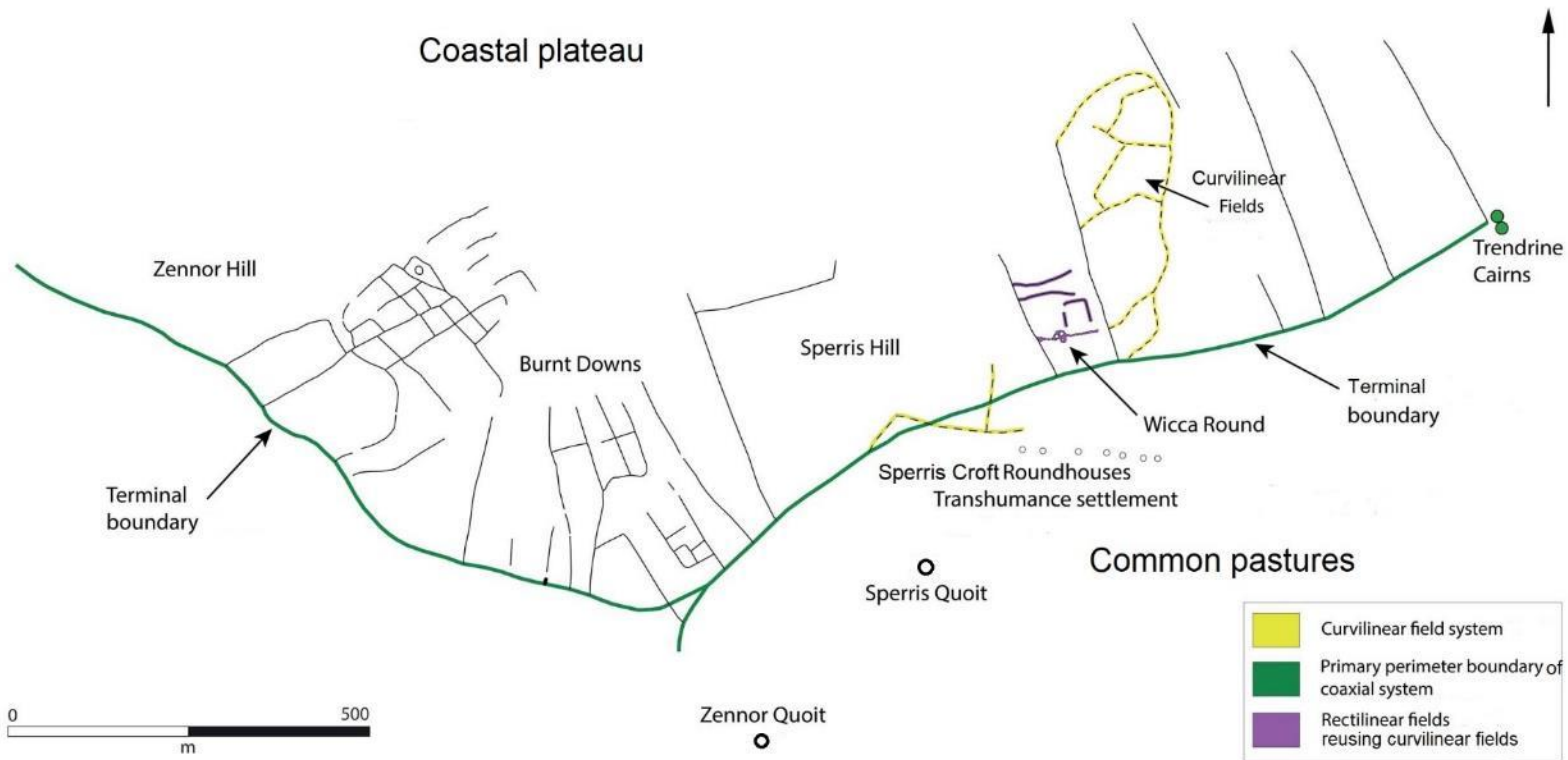 Coastal plateau
Curvilinear
Fields
Zennor Hill
Trendrine
Cairns
Sperris Hill
Burnt Downs
Terminal
boundary
Wicca Round
Sperris Croft Roundhouses
Transhumance settlement
Terminal
boundary
Common pastures
Sperris Quoit
Zennor Quoit
0 500
m
Curvilinear field system
Primary perimeter boundary of
coaxial system
Rectilinear fields
reusing curvilinear fields